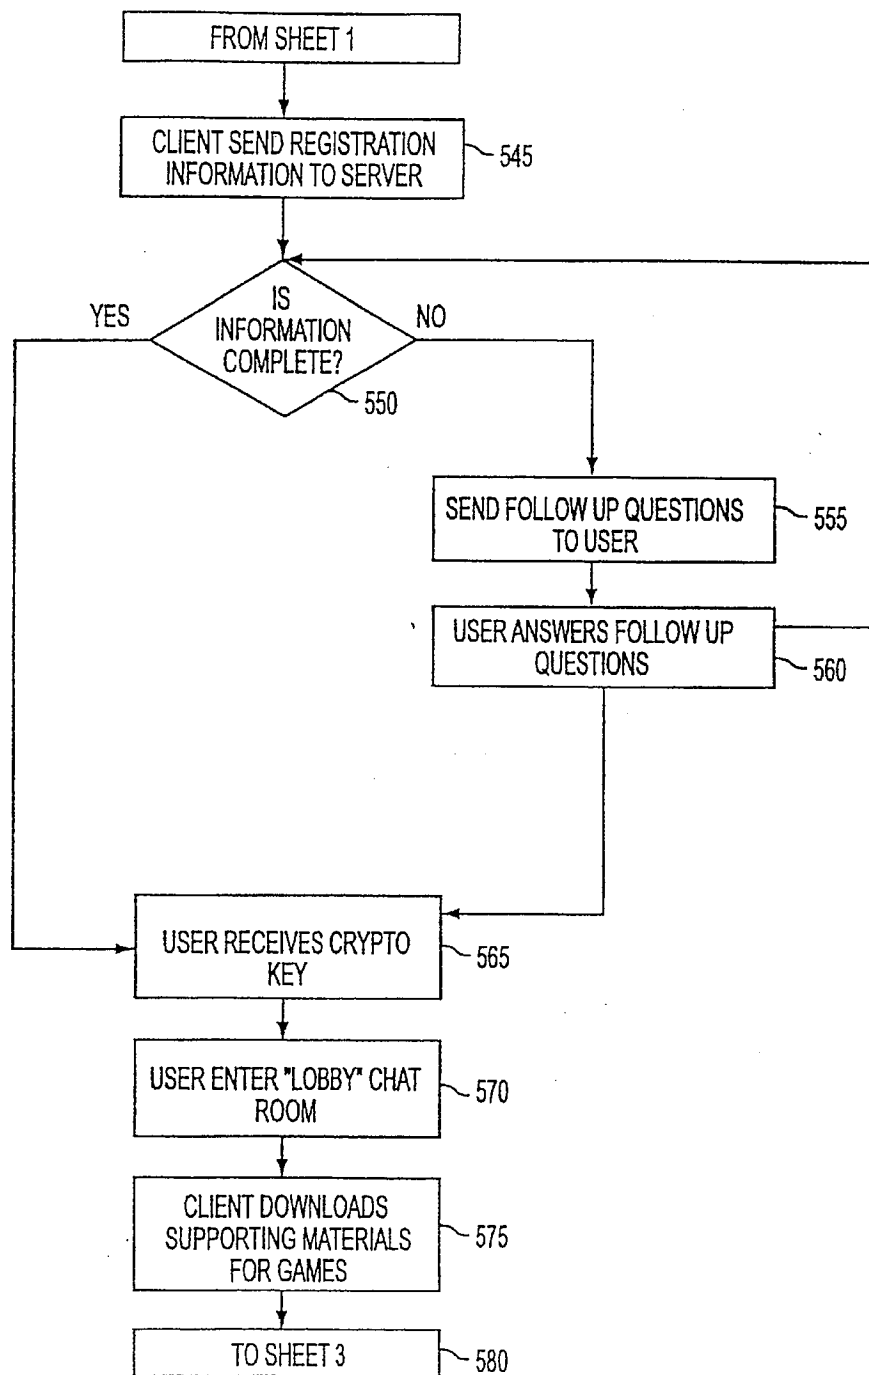 FROM SHEET 1
CLIENT SEND REGISTRATION
INFORMATION TO SERVER
545
IS
INFORMATION
COMPLETE?
YES
NO
550
SEND FOLLOW UP QUESTIONS
TO USER
555
USER ANSWERS FOLLOW UP
QUESTIONS
560
USER RECEIVES CRYPTO
KEY
565
USER ENTER "LOBBY" CHAT
ROOM
570
CLIENT DOWNLOADS
SUPPORTING MATERIALS
FOR GAMES
575
TO SHEET 3
580